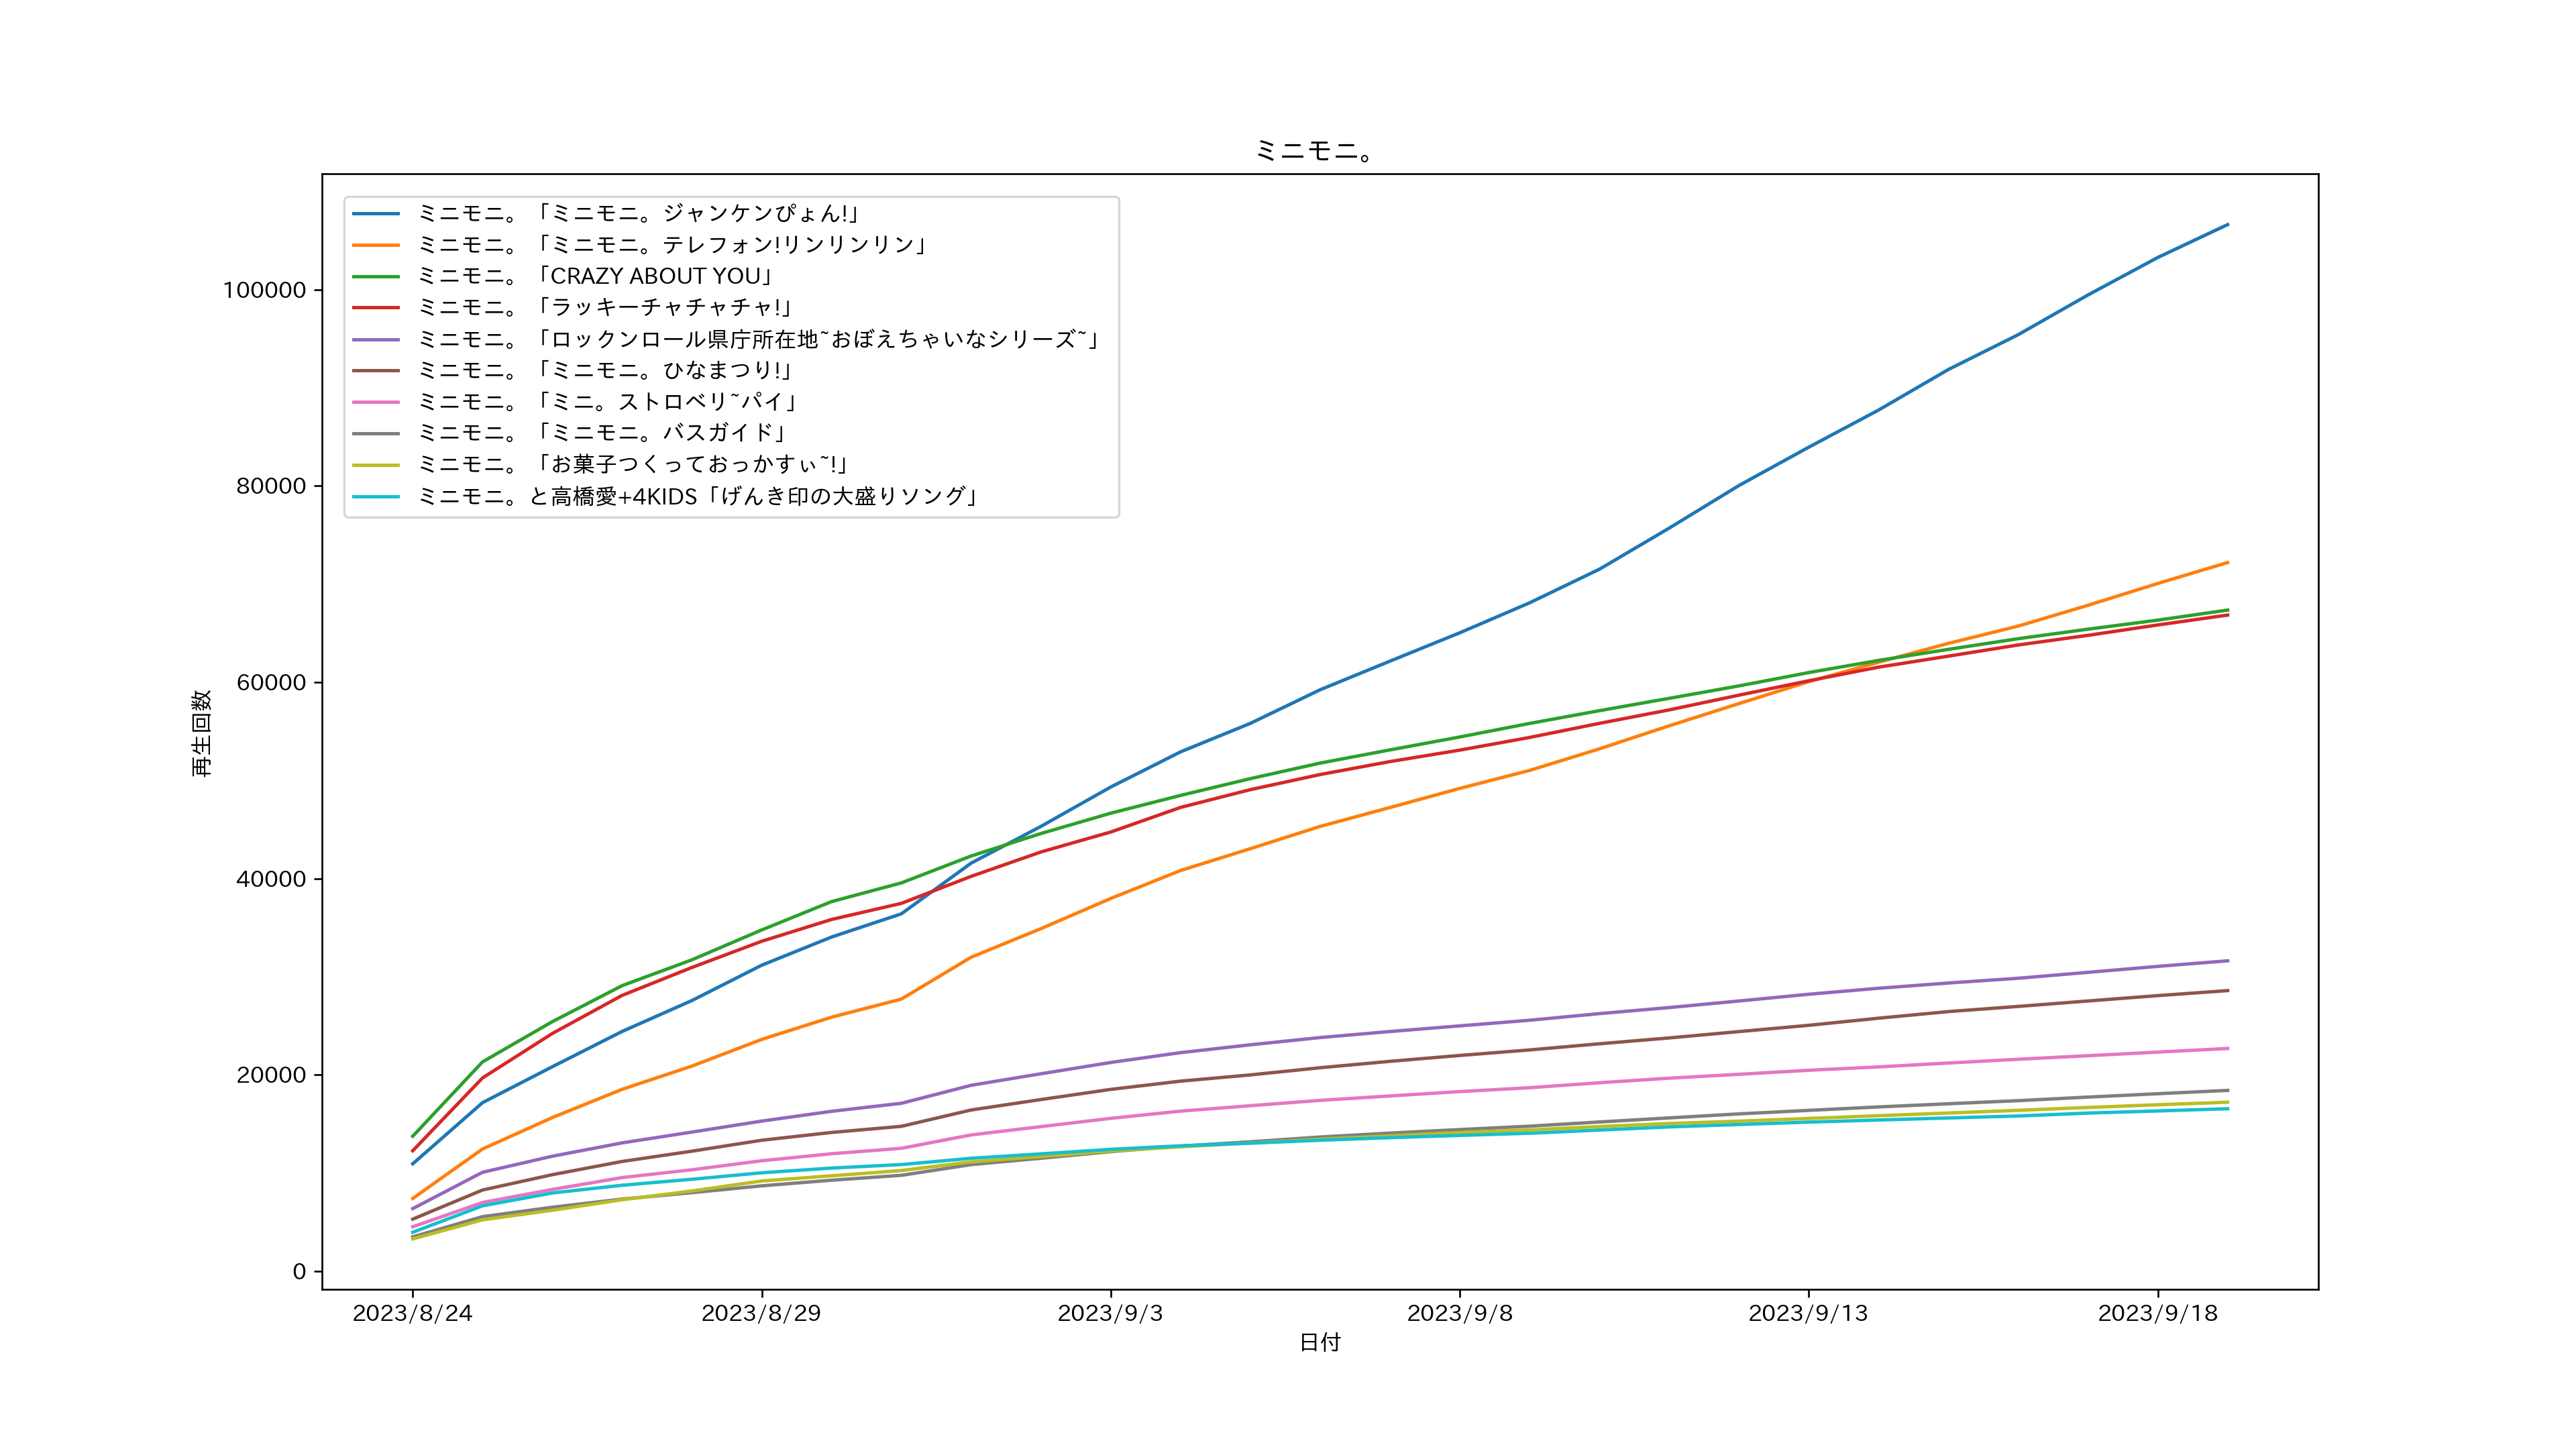 ミニモニ。
ミニモニ。「ミニモニ。ジャンケンぴょん!」
ミニモニ。「ミニモニ。テレフォン!リンリンリン」
ミニモニ。「CRAZY ABOUT YOU」
ミニモニ。「ラッキーチャチャチャ!」
ミニモニ。「ロックンロール県庁所在地~おぼえちゃいなシリーズ~」
ミニモニ。「ミニモニ。ひなまつり!」
ミニモニ。「ミニ。ストロベリ~パイ」
ミニモニ。「ミニモニ。バスガイド」
ミニモニ。「お菓子つくっておっかすぃ~!」
ミニモニ。と高橋愛+4KIDS「げんき印の大盛りソング」
100000
80000
60000
40000
20000
0
再生回数
2023/8/24 2023/8/29 2023/9/3 2023/9/8 2023/9/13 2023/9/18
日付